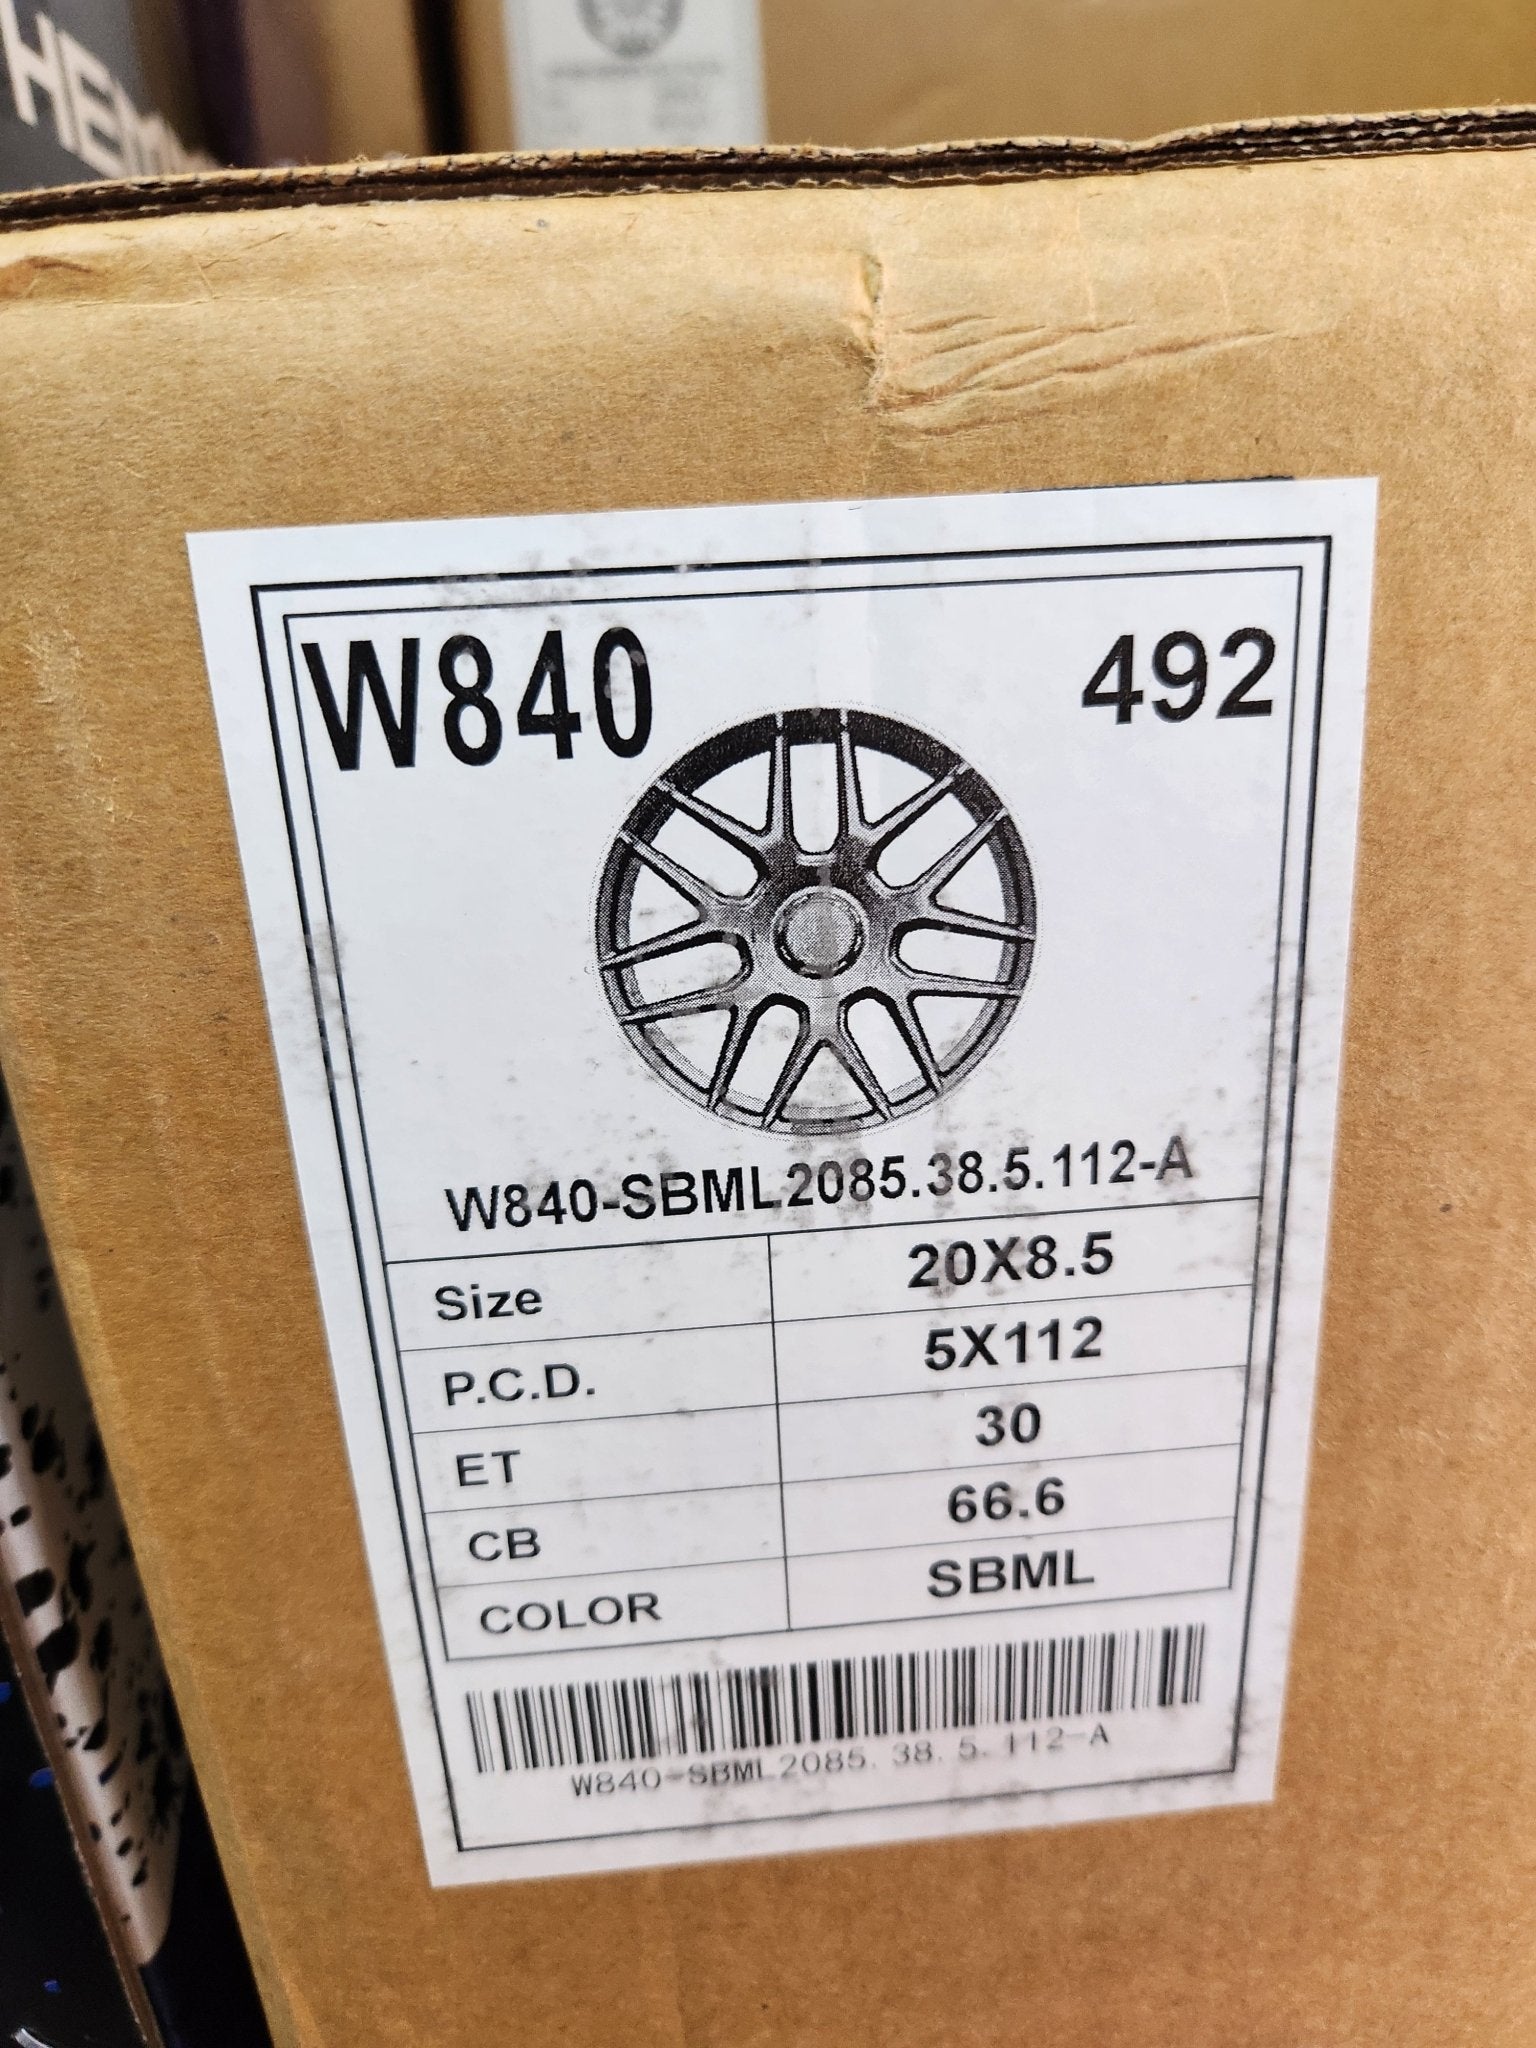 W840
492
W840-SBML2085.38.5.112-A
Size 20X8.5
P.C.D. 5X112
ET 30
CB 66.6
COLOR SBML
W840-SBML2085.38.5.112-A